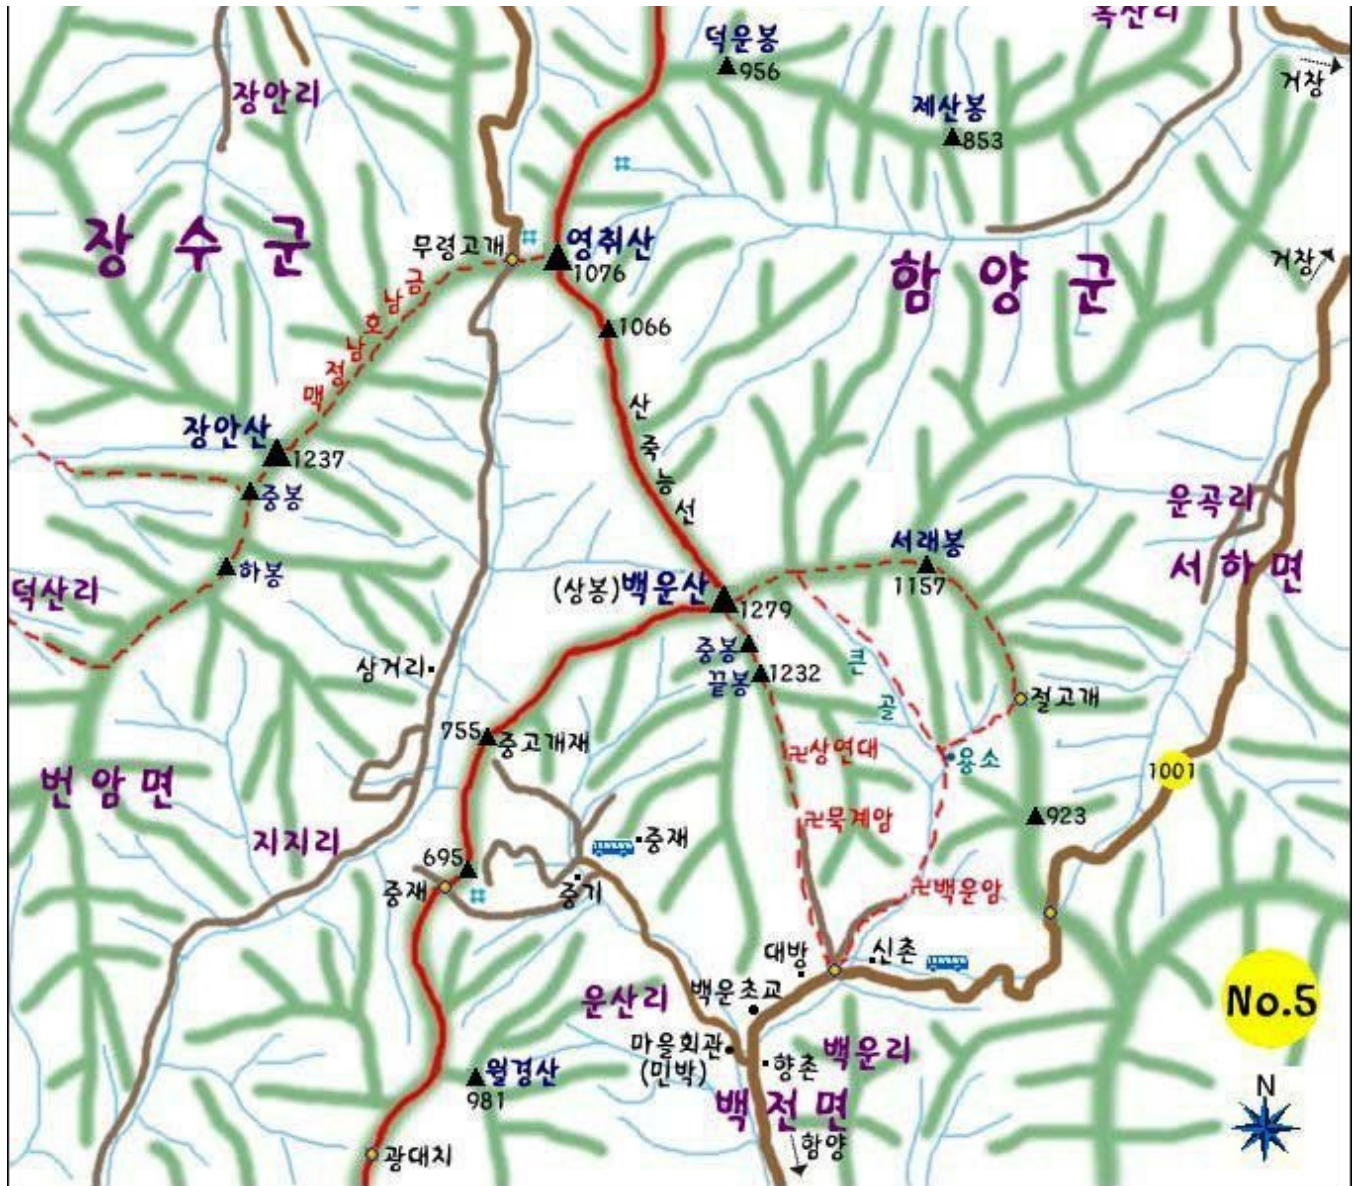 옥산리
덕운봉
956
거창
장안리
제산봉
853
장수군
무령고개
영취산
1076
함양군
거창
금남호남정맥
1066
산죽능선
장안산
1237
중봉
운곡리
서래봉
1157
서하면
하봉
덕산리
(상봉)백운산
1279
중봉
끝봉
1232
큰골
삼거리
절고개
755
중고개재
卍상연대
용소
1001
번암면
卍묵계암
923
지지리
중재
695
중재
중기
卍백운암
대방
신촌
백운초교
운산리
No.5
마을회관
(민박)
향촌
백운리
월경산
981
백전면
N
함양
광대치